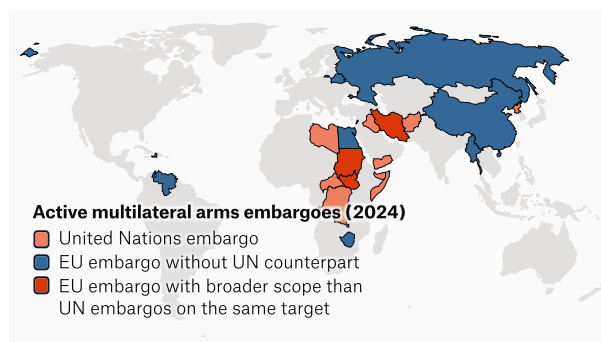 Active multilateral arms embargoes (2024)
United Nations embargo
EU embargo without UN counterpart
EU embargo with broader scope than
UN embargos on the same target